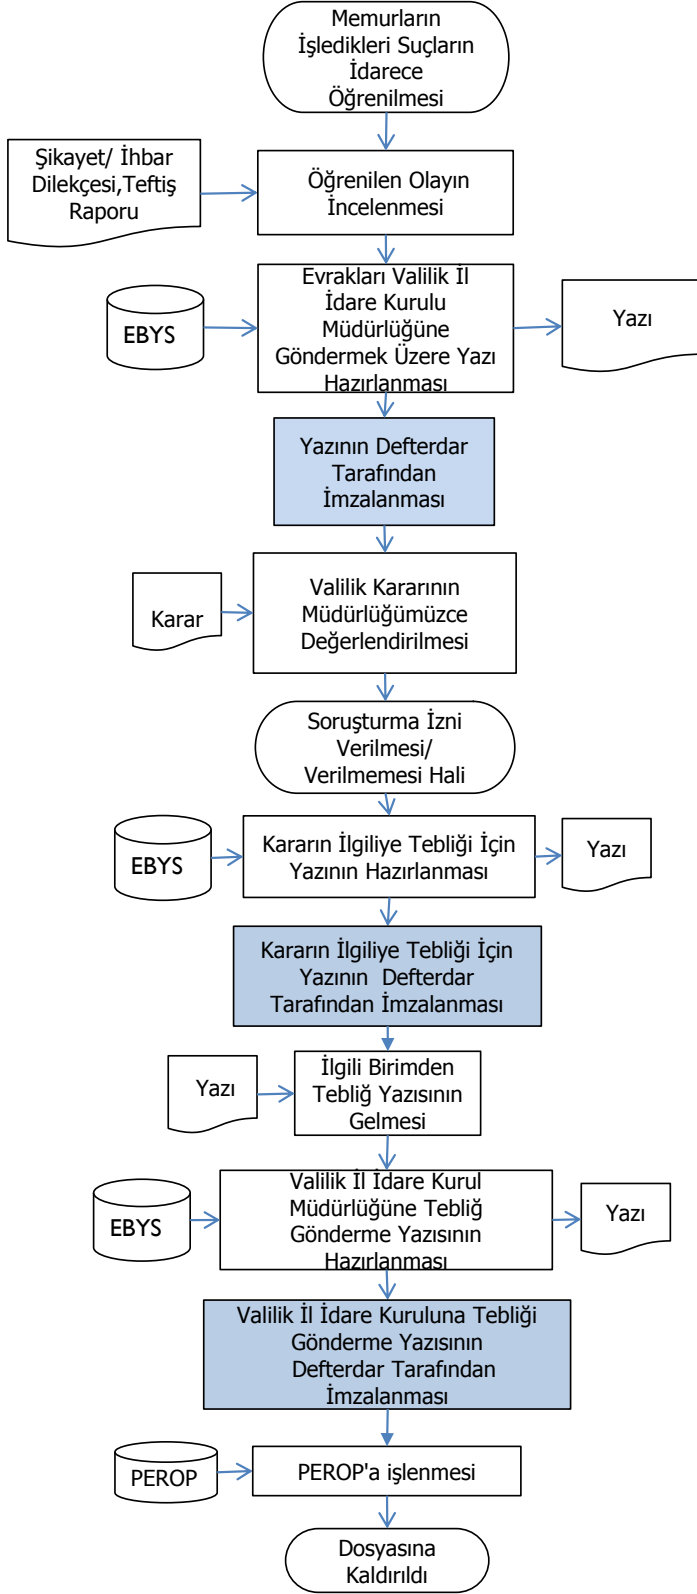 Memurların
İşledikleri Suçların
İdarece
Öğrenilmesi
Şikayet/ İhbar
Dilekçesi,Teftiş
Raporu
Öğrenilen Olayın
İncelenmesi
EBYS
Evrakları Valilik İl
İdare Kurulu
Müdürlüğüne
Göndermek Üzere Yazı
Hazırlanması
Yazı
Yazının Defterdar
Tarafından
İmzalanması
Karar
Valilik Kararının
Müdürlüğümüzce
Değerlendirilmesi
Soruşturma İzni
Verilmesi/
Verilmemesi Hali
EBYS
Kararın İlgiliye Tebliği İçin
Yazının Hazırlanması
Yazı
Kararın İlgiliye Tebliği İçin
Yazının Defterdar
Tarafından İmzalanması
Yazı
İlgili Birimden
Tebliğ Yazısının
Gelmesi
EBYS
Valilik İl İdare Kurul
Müdürlüğüne Tebliğ
Gönderme Yazısının
Hazırlanması
Yazı
Valilik İl İdare Kuruluna Tebliği
Gönderme Yazısının
Defterdar Tarafından
İmzalanması
PEROP
PEROP'a işlenmesi
Dosyasına
Kaldırıldı